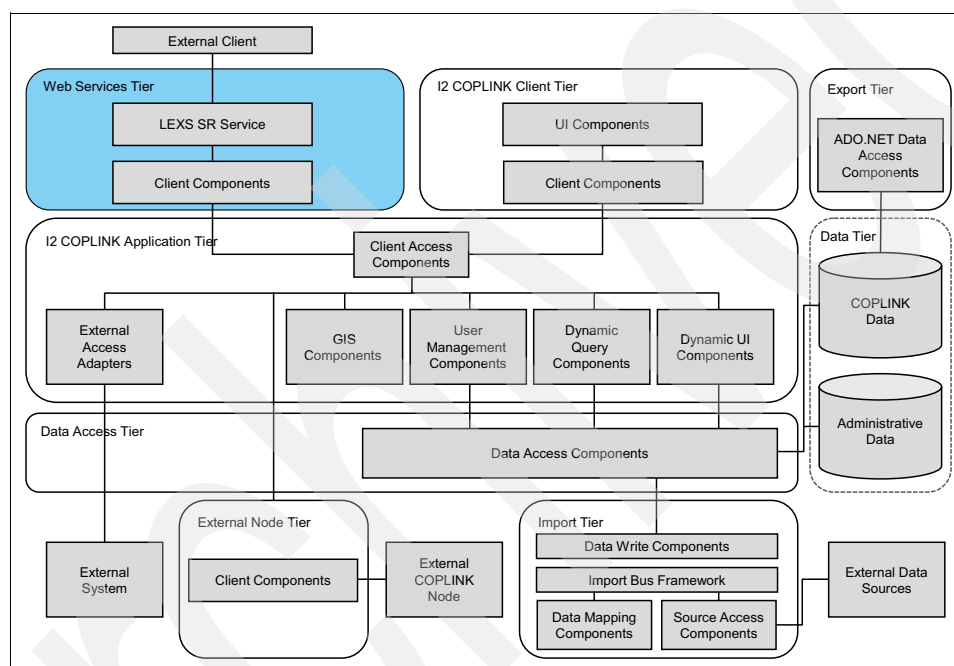 External Client
Web Services Tier
LEXS SR Service
Client Components
I2 COPLINK Client Tier
UI Components
Client Components
Export Tier
ADO.NET Data
Access
Components
I2 COPLINK Application Tier
Client Access
Components
External
Access
Adapters
GIS
Components
User
Management
Components
Dynamic
Query
Components
Dynamic UI
Components
Data Tier
COPLINK
Data
Administrative
Data
Data Access Tier
Data Access Components
External Node Tier
Client Components
Import Tier
Data Write Components
Import Bus Framework
Data Mapping
Components
Source Access
Components
External
System
External
COPLINK
Node
External Data
Sources